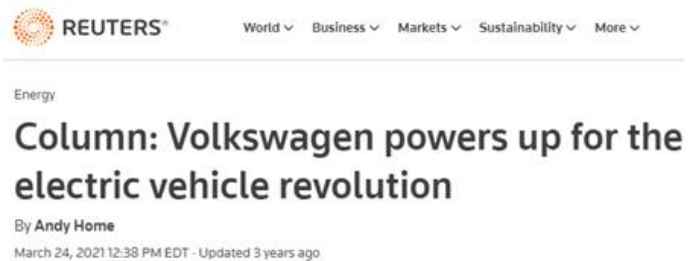 REUTERS®
World Business Markets Sustainability More
Energy
Column: Volkswagen powers up for the
electric vehicle revolution
By Andy Home
March 24, 2021 12:38 PM EDT · Updated 3 years ago